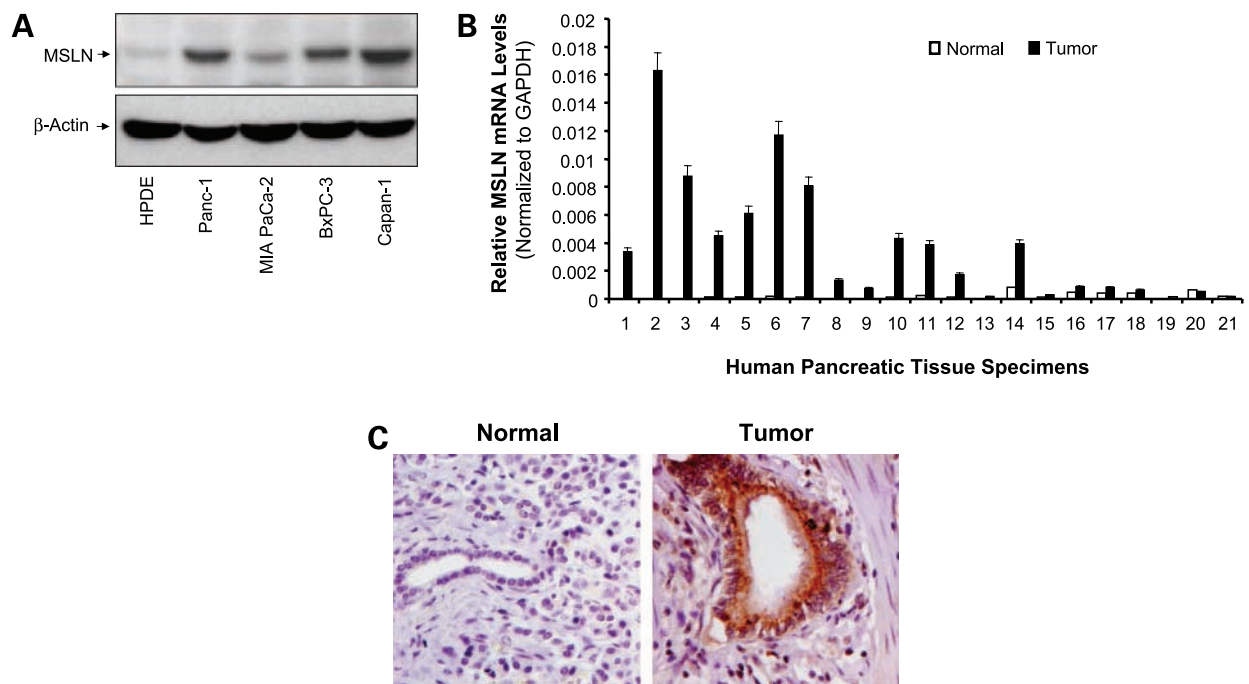 A
MSLN
β-Actin
HPDE
Panc-1
MIA PaCa-2
BxPC-3
Capan-1
B
Relative MSLN mRNA Levels
(Normalized to GAPDH)
0.02
0.018
0.016
0.014
0.012
0.01
0.008
0.006
0.004
0.002
0
Normal Tumor
1 2 3 4 5 6 7 8 9 10 11 12 13 14 15 16 17 18 19 20 21
Human Pancreatic Tissue Specimens
C
Normal Tumor